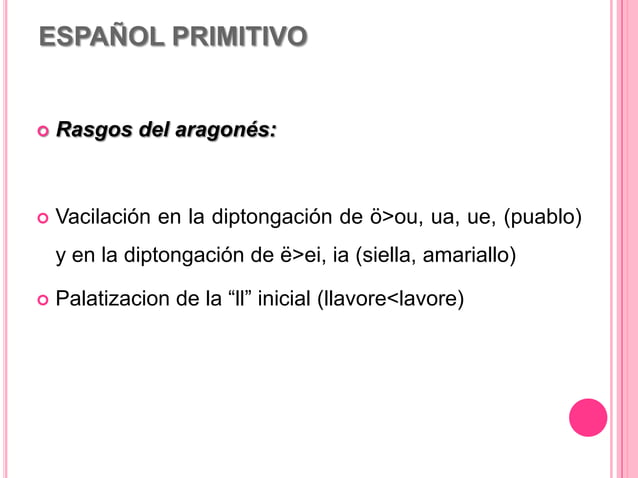 ESPAÑOL PRIMITIVO
Rasgos del aragonés:
Vacilación en la diptongación de ö>ou, ua, ue, (puablo)
y en la diptongación de ë>ei, ia (siella, amariallo)
Palatizacion de la “ll” inicial (llavore<lavore)